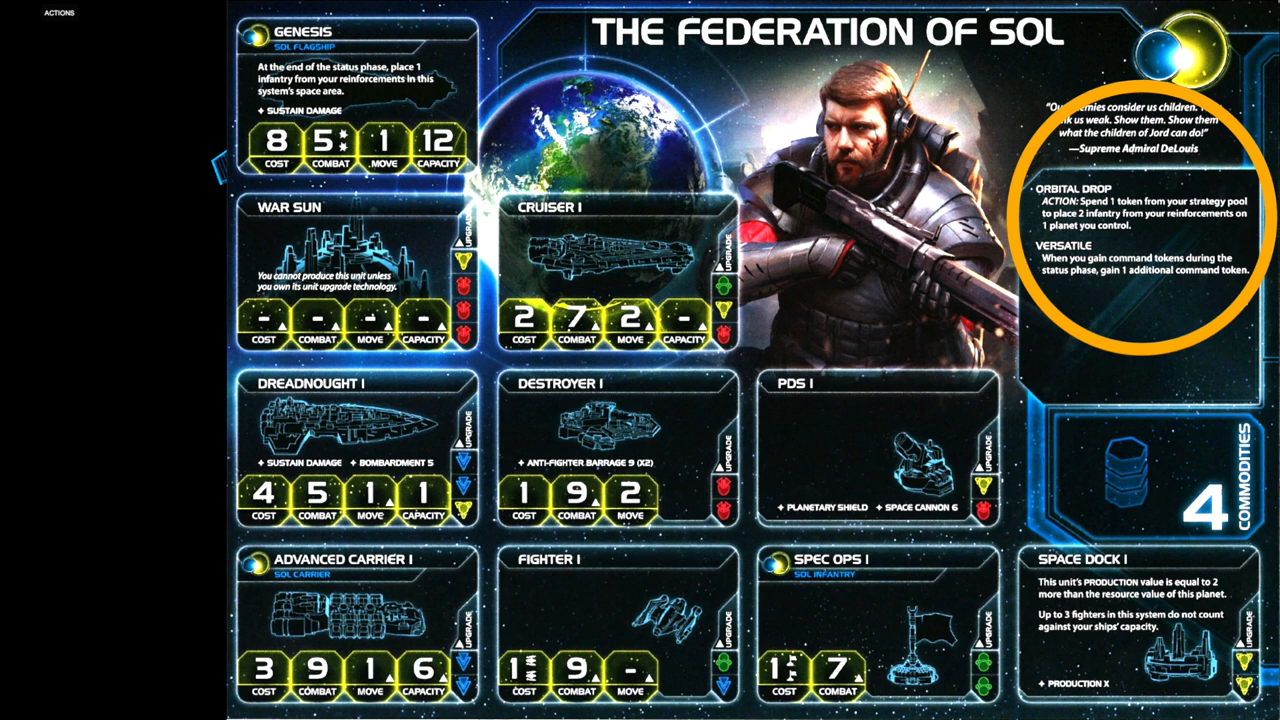 ACTIONS
THE FEDERATION OF SOL
GENESIS
SOL FLAGSHIP
At the end of the status phase, place 1
infantry from your reinforcements in this
system's space area.
+ SUSTAIN DAMAGE
8 5 1 12
COST COMBAT MOVE CAPACITY
"Our enemies consider us children.
us weak. Show them. Show them
what the children of Jord can do!"
—Supreme Admiral DeLouis
ORBITAL DROP
ACTION: Spend 1 token from your strategy pool
to place 2 infantry from your reinforcements on
1 planet you control.
VERSATILE
When you gain command tokens during the
status phase, gain 1 additional command token.
WAR SUN
You cannot produce this unit unless
you own its unit upgrade technology.
UPGRADE
- - - -
COST COMBAT MOVE CAPACITY
CRUISER I
UPGRADE
2 7 2 -
COST COMBAT MOVE CAPACITY
DREADNOUGHT I
UPGRADE
+ SUSTAIN DAMAGE + BOMBARDMENT 5
4 5 1 1
COST COMBAT MOVE CAPACITY
DESTROYER I
UPGRADE
+ ANTI-FIGHTER BARRAGE 9 (X2)
1 9 2
COST COMBAT MOVE
PDS I
UPGRADE
+ PLANETARY SHIELD + SPACE CANNON 6
4
COMMODITIES
ADVANCED CARRIER I
SOL CARRIER
UPGRADE
3 9 1 6
COST COMBAT MOVE CAPACITY
FIGHTER I
UPGRADE
1 9 -
COST COMBAT MOVE
SPEC OPS I
SOL INFANTRY
UPGRADE
1 7
COST COMBAT
SPACE DOCK I
This unit's PRODUCTION value is equal to 2
more than the resource value of this planet.
Up to 3 fighters in this system do not count
against your ships' capacity.
UPGRADE
+ PRODUCTION X